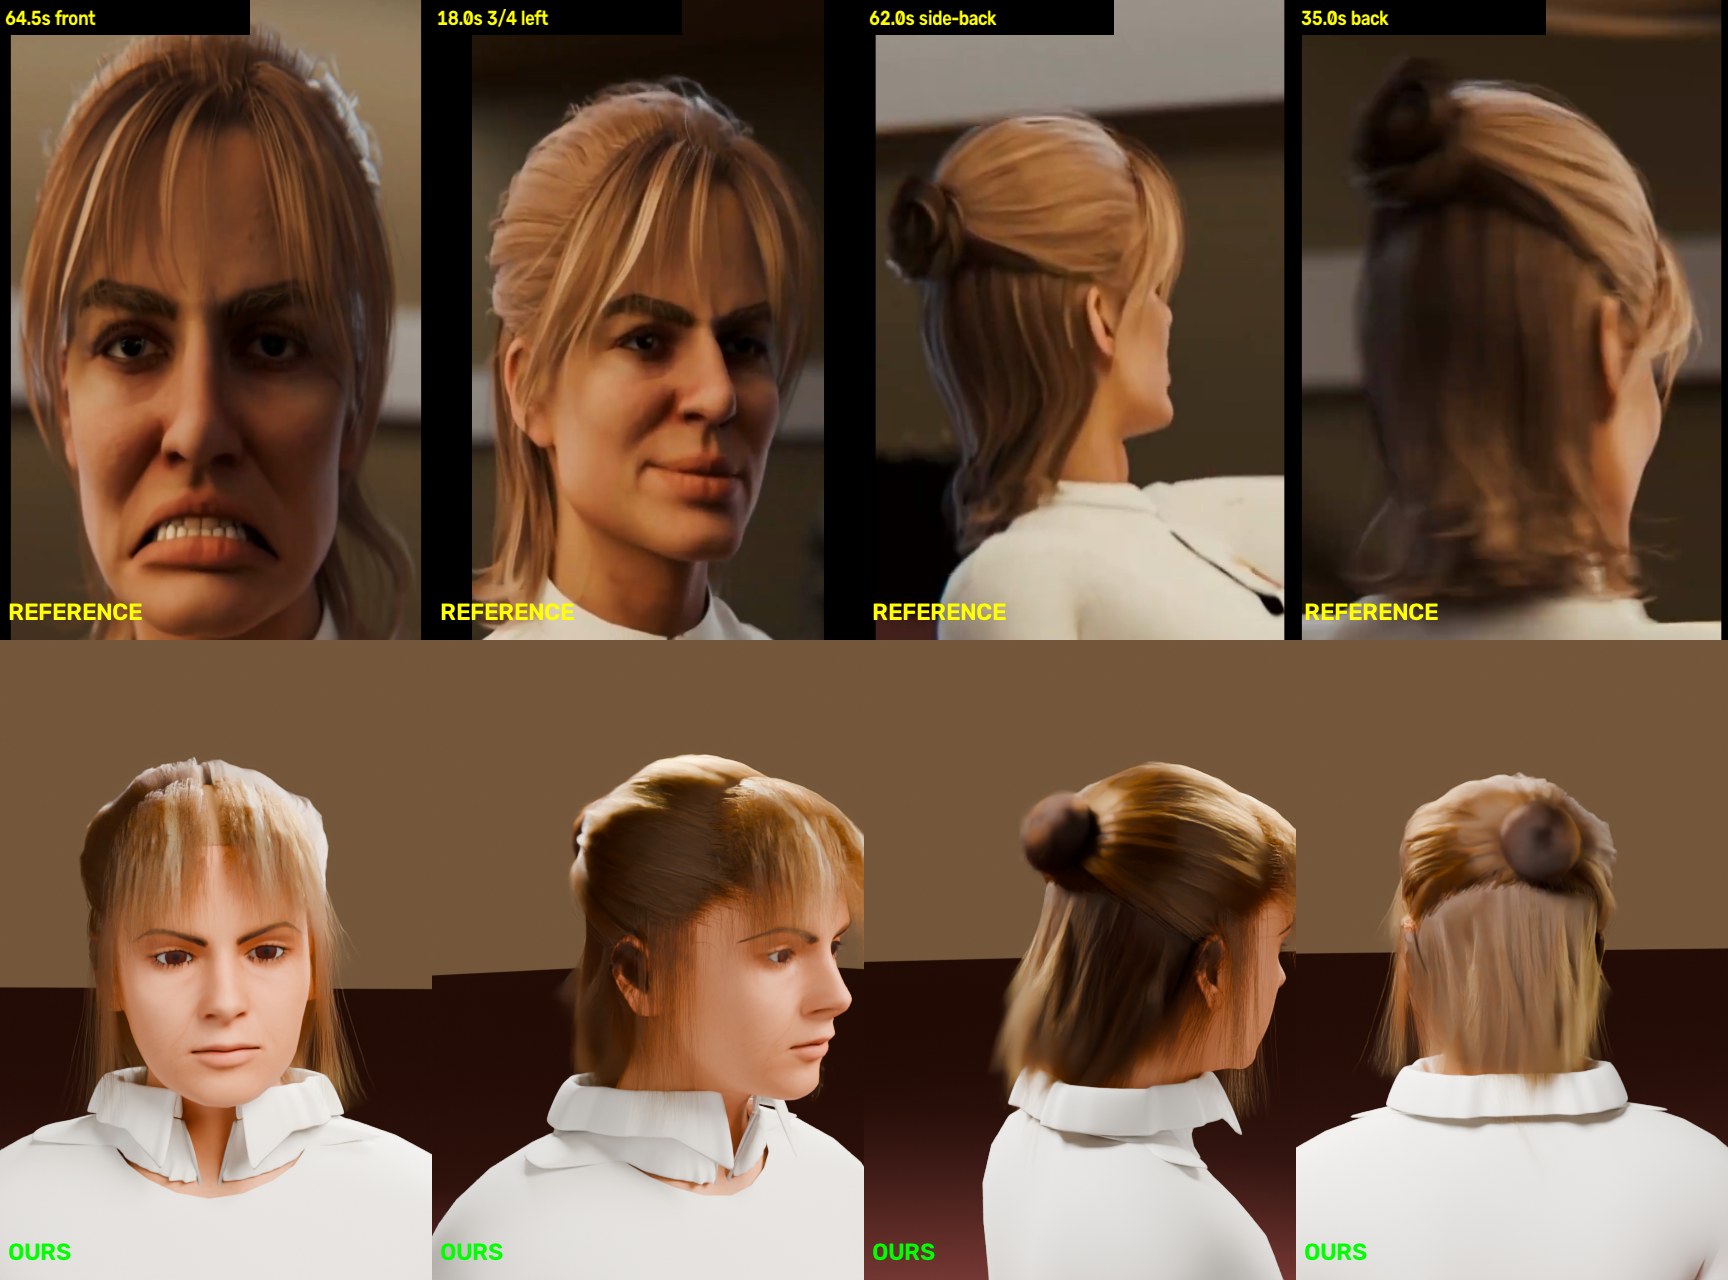 64.5s front
18.0s 3/4 left
62.0s side-back
35.0s back
REFERENCE
REFERENCE
REFERENCE
REFERENCE
OURS
OURS
OURS
OURS